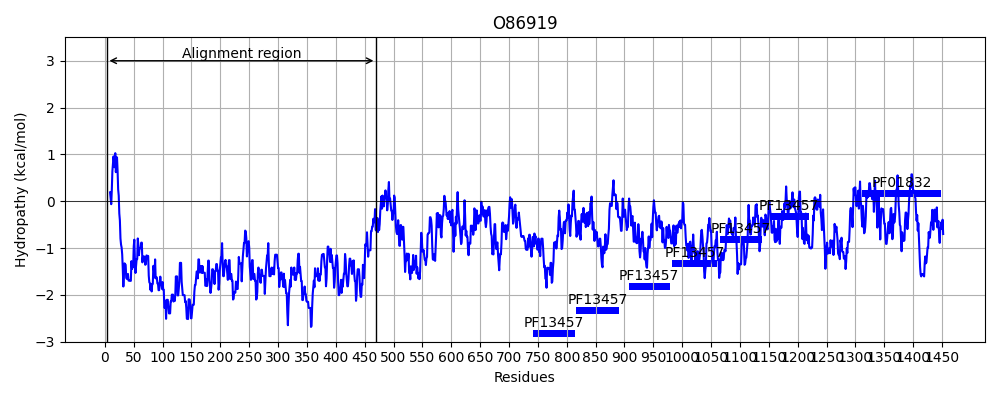 O86919
Alignment region
Hydropathy (kcal/mol)
3
2
1
0
−1
−2
−3
PF01832
PF13457
PF13457
PF13457
PF13457
PF13457
PF13457
0 50 100 150 200 250 300 350 400 450 500 550 600 650 700 750 800 850 900 950 1000 1050 1100 1150 1200 1250 1300 1350 1400 1450
Residues